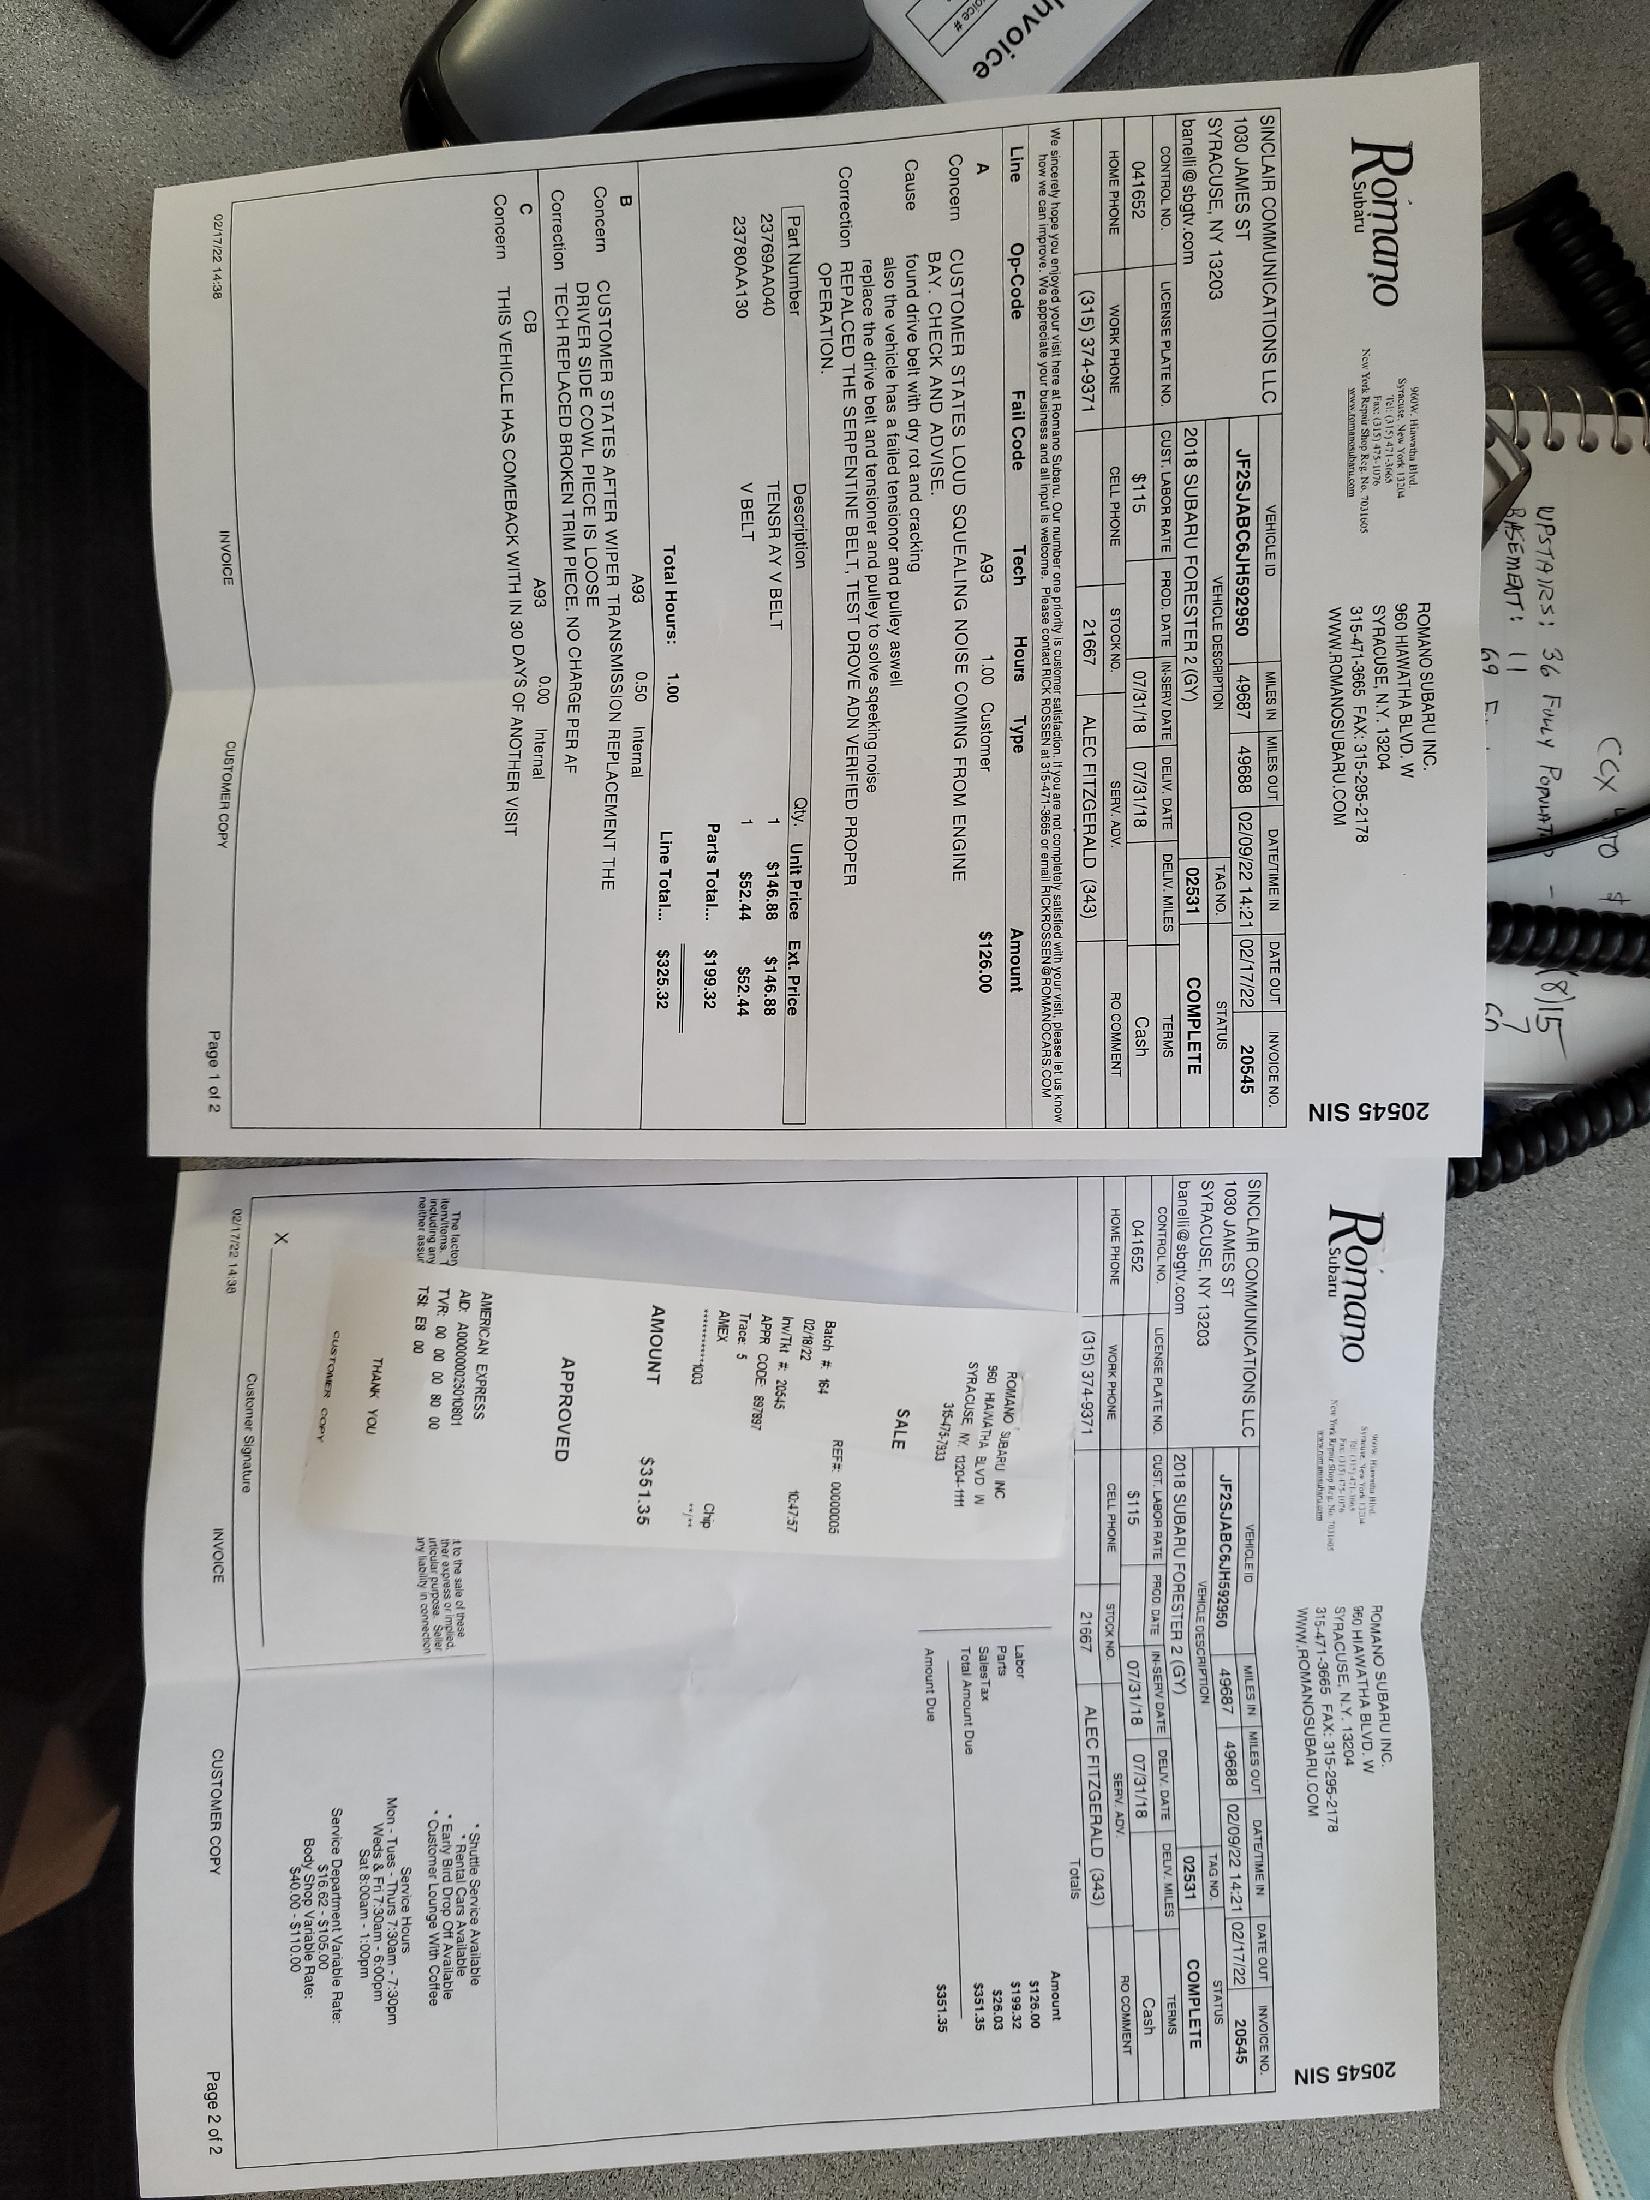 Invoice
voice #
CCX
UPSTAIRS: 36 FULLY
BASEMENT: 11
69
(8)15
7
60
Romano
Subaru
960W. Hiawatha Blvd.
Syracuse, New York 13204
Tel: (315) 471-3665
Fax: (315) 475-1076
New York Repair Shop Reg. No. 7031605
www.romanosubaru.com
ROMANO SUBARU INC.
960 HIAWATHA BLVD. W
SYRACUSE, N.Y. 13204
315-471-3665 FAX: 315-295-2178
WWW.ROMANOSUBARU.COM
20545 SIN
SINCLAIR COMMUNICATIONS LLC
1030 JAMES ST
SYRACUSE, NY 13203
banelli@sbgtv.com
VEHICLE ID MILES IN MILES OUT DATE/TIME IN DATE OUT INVOICE NO.
JF2SJABC6JH592950 49687 49688 02/09/22 14:21 02/17/22 20545
VEHICLE DESCRIPTION TAG NO. STATUS
2018 SUBARU FORESTER 2 (GY) 02531 COMPLETE
CONTROL NO. LICENSE PLATE NO. CUST. LABOR RATE PROD. DATE IN-SERV DATE DELIV. DATE DELIV. MILES TERMS
041652 $115 07/31/18 07/31/18 Cash
HOME PHONE WORK PHONE CELL PHONE STOCK NO. SERV. ADV. RO COMMENT
(315) 374-9371 21667 ALEC FITZGERALD (343)
We sincerely hope you enjoyed your visit here at Romano Subaru. Our number one priority is customer satisfaction. If you are not completely satisfied with your visit, please let us know
how we can improve. We appreciate your business and all input is welcome. Please contact RICK ROSSEN at 315-471-3665 or email RICKROSSEN@ROMANOCARS.COM
Line Op-Code Fail Code Tech Hours Type Amount
A A93 1.00 Customer $126.00
Concern CUSTOMER STATES LOUD SQUEALING NOISE COMING FROM ENGINE
BAY. CHECK AND ADVISE.
Cause found drive belt with dry rot and cracking
also the vehicle has a failed tensionor and pulley aswell
replace the drive belt and tensioner and pulley to solve sqeeking noise
Correction REPALCED THE SERPENTINE BELT, TEST DROVE ADN VERIFIED PROPER
OPERATION.
Part Number Description Qty. Unit Price Ext. Price
23769AA040 TENSR AY V BELT 1 $146.88 $146.88
23780AA130 V BELT 1 $52.44 $52.44
Parts Total... $199.32
Total Hours: 1.00 Line Total... $325.32
B A93 0.50 Internal
Concern CUSTOMER STATES AFTER WIPER TRANSMISSION REPLACEMENT THE
DRIVER SIDE COWL PIECE IS LOOSE
Correction TECH REPLACED BROKEN TRIM PIECE. NO CHARGE PER AF
C CB A93 0.00 Internal
Concern THIS VEHICLE HAS COMEBACK WITH IN 30 DAYS OF ANOTHER VISIT
02/17/22 14:38 INVOICE CUSTOMER COPY Page 1 of 2
Romano
Subaru
960W. Hiawatha Blvd.
Syracuse, New York 13204
Tel: (315) 471-3665
Fax: (315) 475-1076
New York Repair Shop Reg. No. 7031605
www.romanosubaru.com
ROMANO SUBARU INC.
960 HIAWATHA BLVD. W
SYRACUSE, N.Y. 13204
315-471-3665 FAX: 315-295-2178
WWW.ROMANOSUBARU.COM
20545 SIN
SINCLAIR COMMUNICATIONS LLC
1030 JAMES ST
SYRACUSE, NY 13203
banelli@sbgtv.com
VEHICLE ID MILES IN MILES OUT DATE/TIME IN DATE OUT INVOICE NO.
JF2SJABC6JH592950 49687 49688 02/09/22 14:21 02/17/22 20545
VEHICLE DESCRIPTION TAG NO. STATUS
2018 SUBARU FORESTER 2 (GY) 02531 COMPLETE
CONTROL NO. LICENSE PLATE NO. CUST. LABOR RATE PROD. DATE IN-SERV DATE DELIV. DATE DELIV. MILES TERMS
041652 $115 07/31/18 07/31/18 Cash
HOME PHONE WORK PHONE CELL PHONE STOCK NO. SERV. ADV. RO COMMENT
(315) 374-9371 21667 ALEC FITZGERALD (343)
Totals Amount
Labor $126.00
Parts $199.32
SalesTax $26.03
Total Amount Due $351.35
Amount Due $351.35
ROMANO SUBARU INC
960 HIAWATHA BLVD W
SYRACUSE, NY. 13204-1111
315-475-7933
SALE
Batch #: 164 REF#: 00000005
02/18/22 10:47:57
Inv/Tkt #: 20545
APPR CODE: 897897
Trace: 5
AMEX Chip
***********1003 **/**
AMOUNT $351.35
APPROVED
AMERICAN EXPRESS
AID: A000000025010801
TVR: 00 00 00 80 00
TSI: E8 00
THANK YOU
CUSTOMER COPY
The factory
item/items. T
including any
neither assum
t to the sale of these
ther express or implied,
articular purpose. Seller
any liability in connection
X
Customer Signature
* Shuttle Service Available
* Rental Cars Available
* Early Bird Drop Off Available
* Customer Lounge With Coffee
Service Hours
Mon - Tues - Thurs 7:30am - 7:30pm
Weds & Fri 7:30am - 6:00pm
Sat 8:00am - 1:00pm
Service Department Variable Rate:
$16.62 - $105.00
Body Shop Variable Rate:
$40.00 - $110.00
02/17/22 14:38 INVOICE CUSTOMER COPY Page 2 of 2